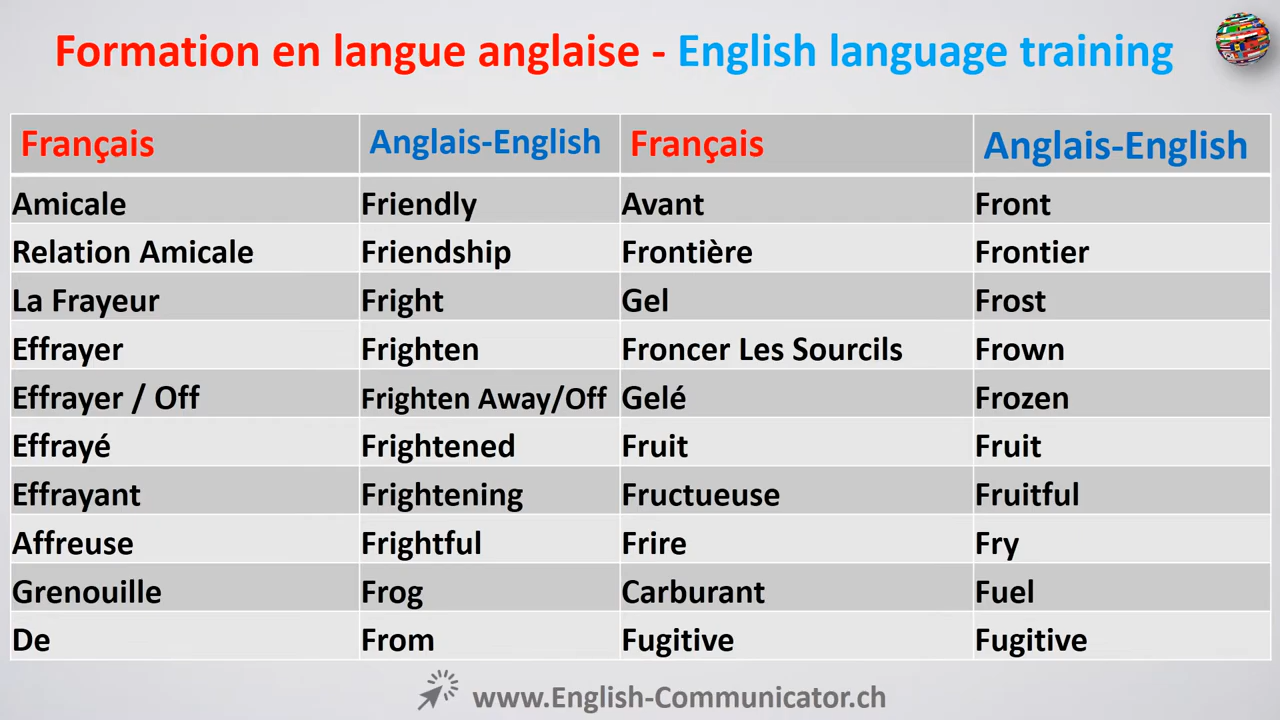 Formation en langue anglaise - English language training
Français Anglais-English Français Anglais-English
Amicale Friendly Avant Front
Relation Amicale Friendship Frontière Frontier
La Frayeur Fright Gel Frost
Effrayer Frighten Froncer Les Sourcils Frown
Effrayer / Off Frighten Away/Off Gelé Frozen
Effrayé Frightened Fruit Fruit
Effrayant Frightening Fructueuse Fruitful
Affreuse Frightful Frire Fry
Grenouille Frog Carburant Fuel
De From Fugitive Fugitive
www.English-Communicator.ch